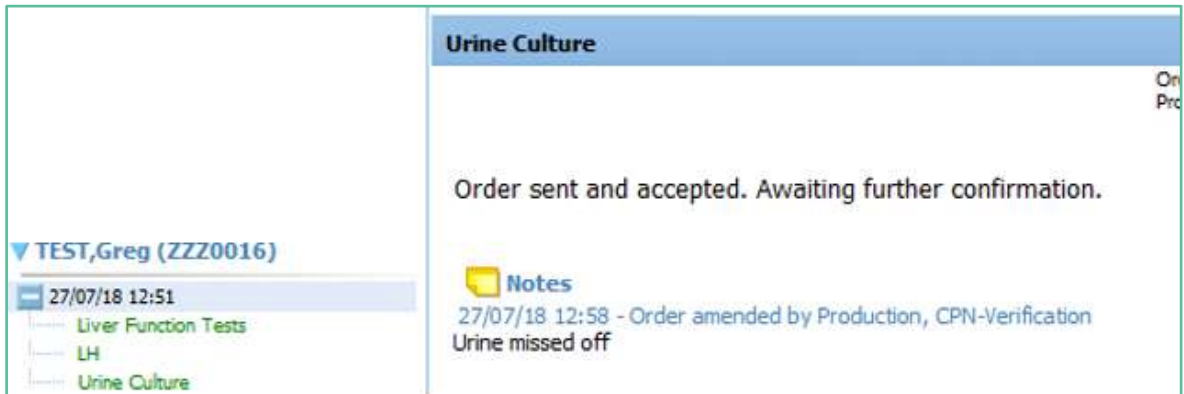 Urine Culture
Order sent and accepted. Awaiting further confirmation.
▼ TEST,Greg (ZZZ0016)
27/07/18 12:51
Liver Function Tests
LH
Urine Culture
Notes
27/07/18 12:58 - Order amended by Production, CPN-Verification
Urine missed off